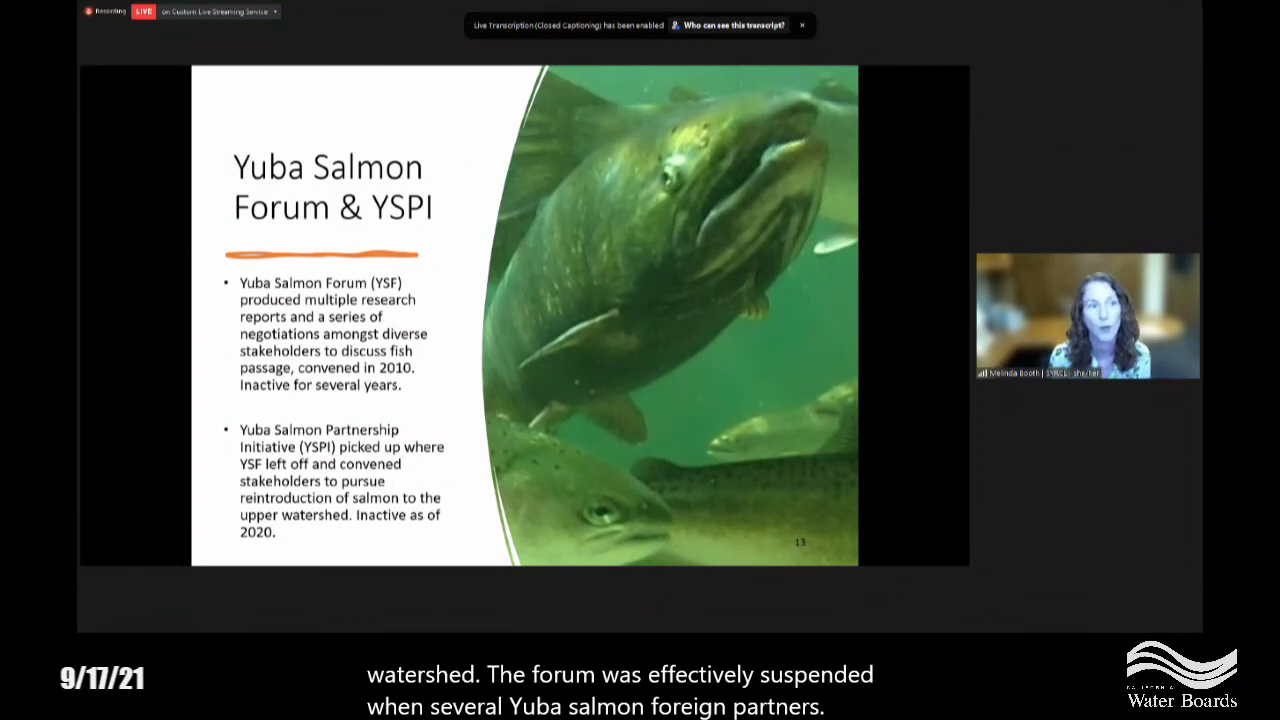 Recording
LIVE
on Custom Live Streaming Service
Live Transcription (Closed Captioning) has been enabled
Who can see this transcript?
Yuba Salmon
Forum & YSPI
• Yuba Salmon Forum (YSF)
produced multiple research
reports and a series of
negotiations amongst diverse
stakeholders to discuss fish
passage, convened in 2010.
Inactive for several years.
• Yuba Salmon Partnership
Initiative (YSPI) picked up where
YSF left off and convened
stakeholders to pursue
reintroduction of salmon to the
upper watershed. Inactive as of
2020.
13
Melinda Booth | SYRCL | she/her
9/17/21
watershed. The forum was effectively suspended
when several Yuba salmon foreign partners.
CALIFORNIA
Water Boards